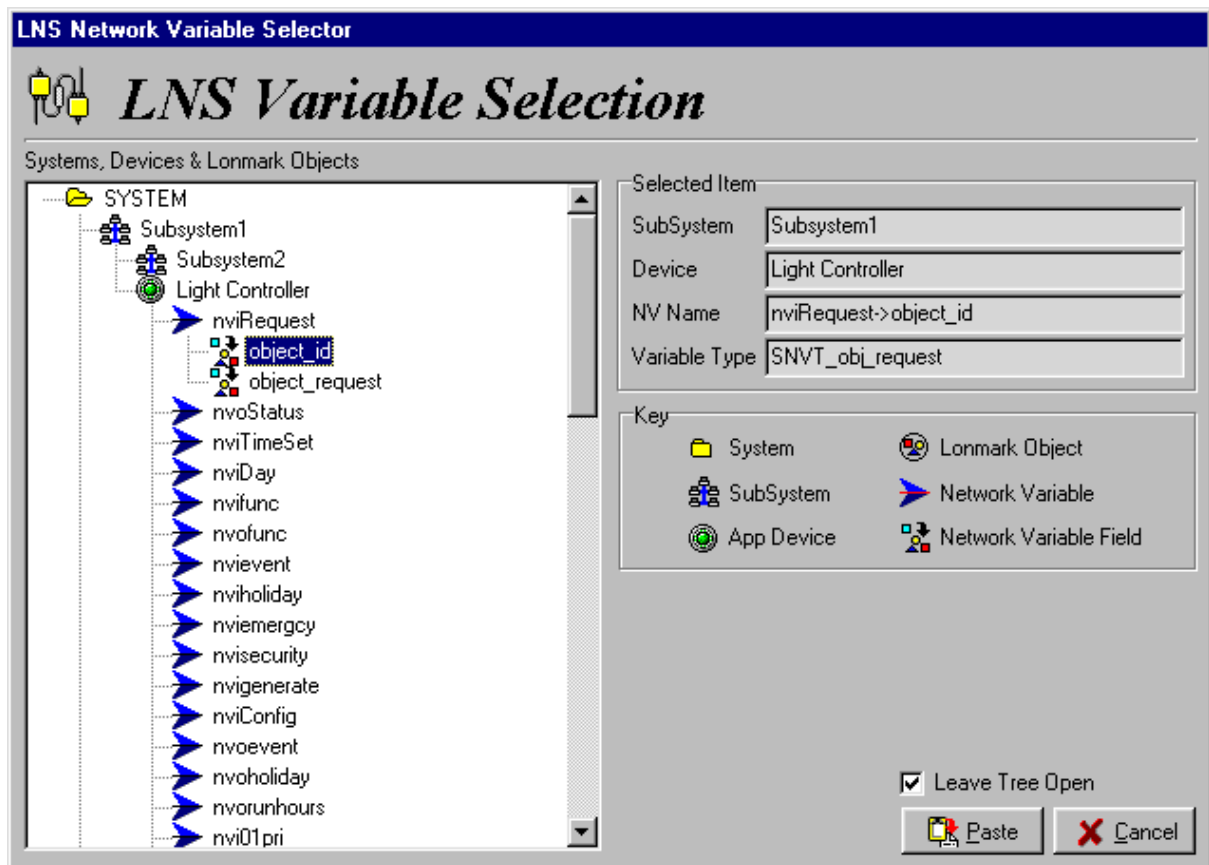 LNS Network Variable Selector
LNS Variable Selection
Systems, Devices & Lonmark Objects
SYSTEM
Subsystem1
Subsystem2
Light Controller
nviRequest
object_id
object_request
nvoStatus
nviTimeSet
nviDay
nvifunc
nvofunc
nvievent
nviholiday
nviemergcy
nvisecurity
nvigenerate
nviConfig
nvoevent
nvoholiday
nvorunhours
nvi01pri
Selected Item
SubSystem Subsystem1
Device Light Controller
NV Name nviRequest->object_id
Variable Type SNVT_obj_request
Key
System Lonmark Object
SubSystem Network Variable
App Device Network Variable Field
Leave Tree Open
Paste Cancel